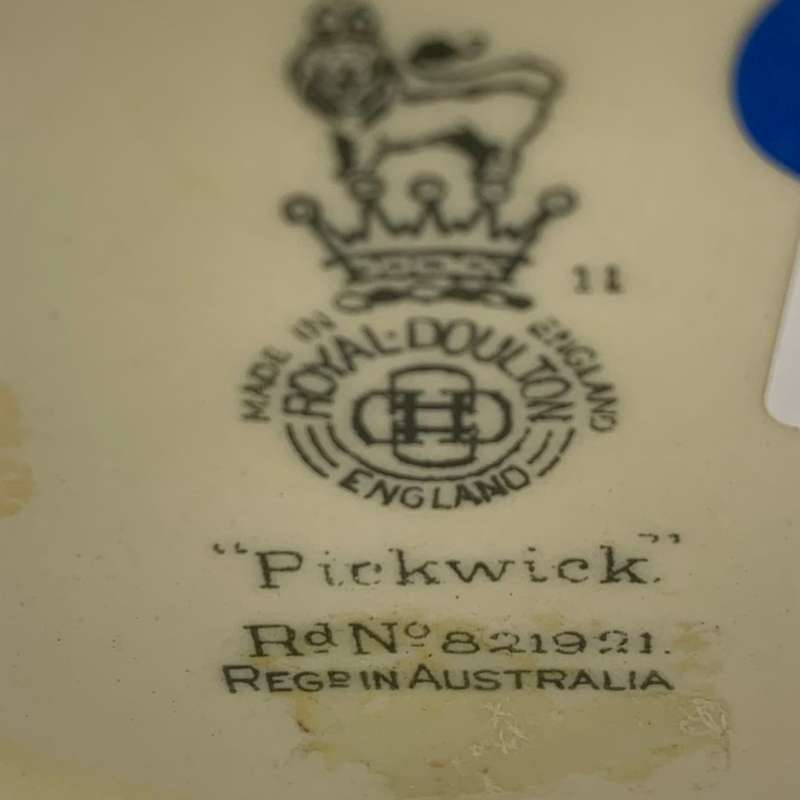 11
MADE IN ENGLAND
ROYAL·DOULTON
ENGLAND
"Pickwick."
Rd No 821921.
REGD IN AUSTRALIA